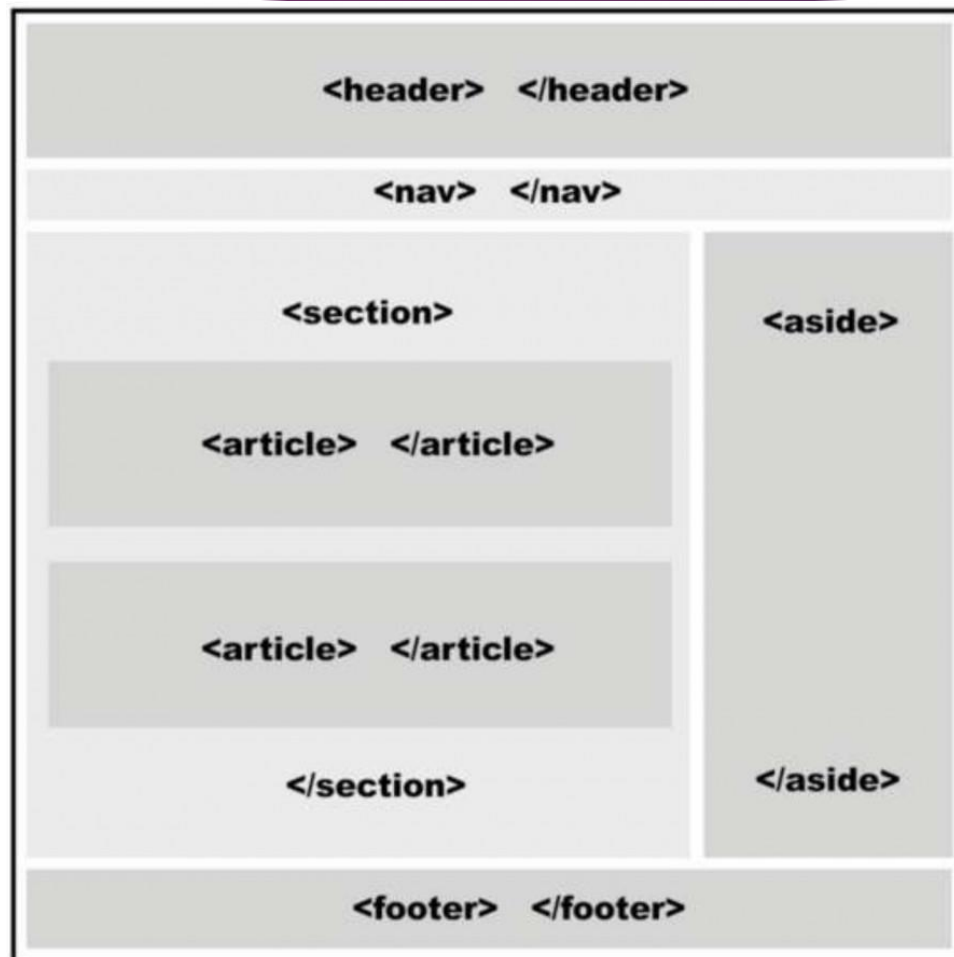 <header> </header>
<nav> </nav>
<section>
<article> </article>
<article> </article>
</section>
<aside>
</aside>
<footer> </footer>